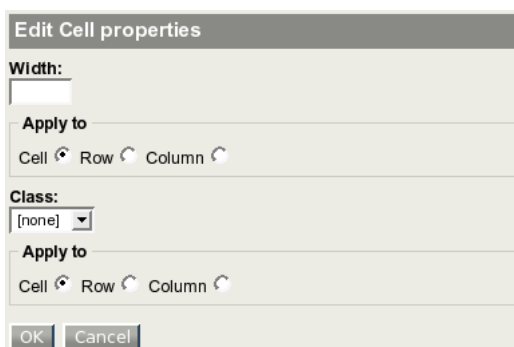 Edit Cell properties
Width:
Apply to
Cell Row Column
Class:
[none]
Apply to
Cell Row Column
OK Cancel